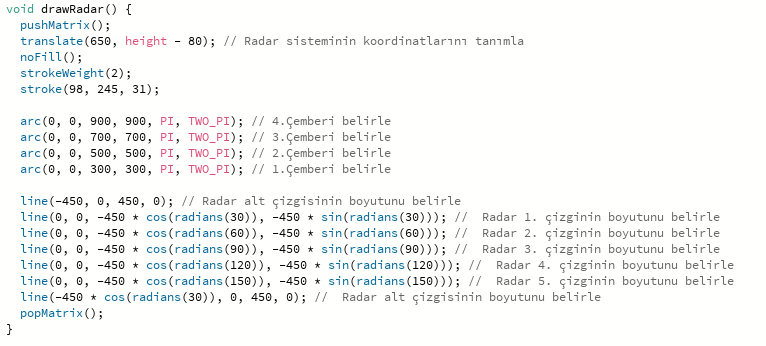 void drawRadar() {
  pushMatrix();
  translate(650, height - 80); // Radar sisteminin koordinatlarını tanımla
  noFill();
  strokeWeight(2);
  stroke(98, 245, 31);

  arc(0, 0, 900, 900, PI, TWO_PI); // 4.Çemberi belirle
  arc(0, 0, 700, 700, PI, TWO_PI); // 3.Çemberi belirle
  arc(0, 0, 500, 500, PI, TWO_PI); // 2.Çemberi belirle
  arc(0, 0, 300, 300, PI, TWO_PI); // 1.Çemberi belirle

  line(-450, 0, 450, 0); // Radar alt çizgisinin boyutunu belirle
  line(0, 0, -450 * cos(radians(30)), -450 * sin(radians(30))); //  Radar 1. çizginin boyutunu belirle
  line(0, 0, -450 * cos(radians(60)), -450 * sin(radians(60))); //  Radar 2. çizginin boyutunu belirle
  line(0, 0, -450 * cos(radians(90)), -450 * sin(radians(90))); //  Radar 3. çizginin boyutunu belirle
  line(0, 0, -450 * cos(radians(120)), -450 * sin(radians(120))); //  Radar 4. çizginin boyutunu belirle
  line(0, 0, -450 * cos(radians(150)), -450 * sin(radians(150))); //  Radar 5. çizginin boyutunu belirle
  line(-450 * cos(radians(30)), 0, 450, 0); //  Radar alt çizgisinin boyutunu belirle
  popMatrix();
}